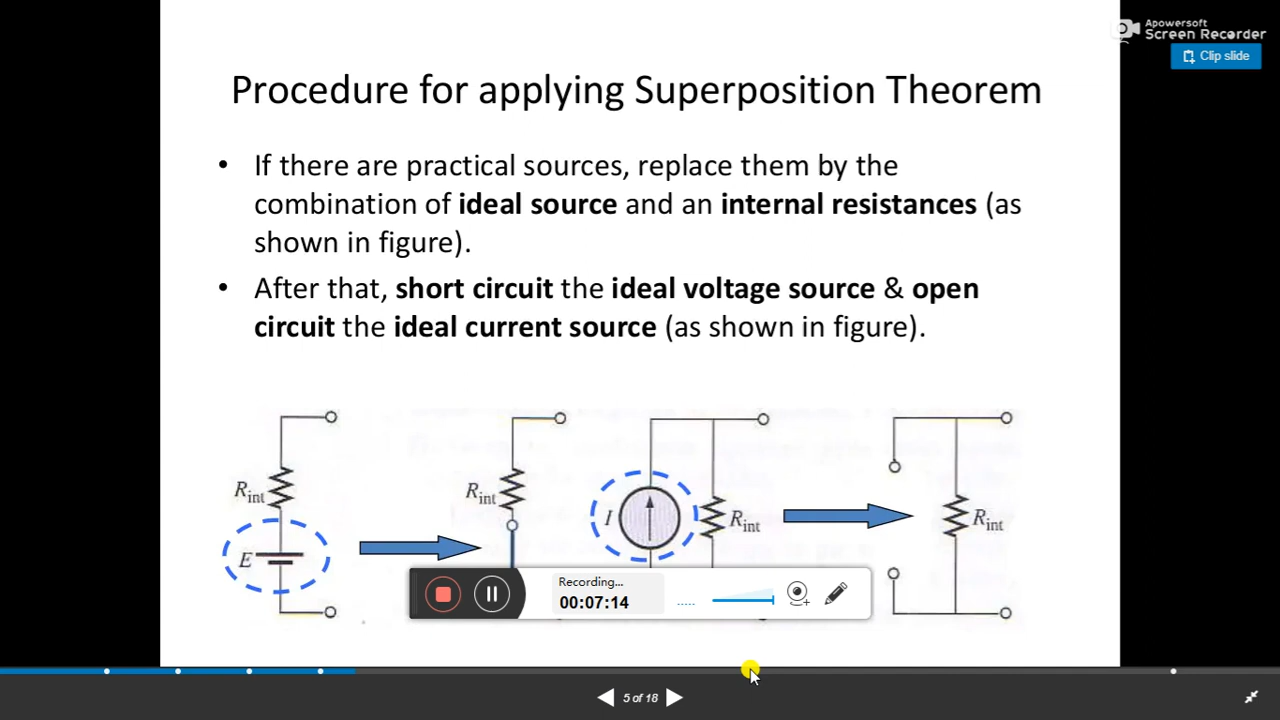 Apowersoft
Screen Recorder
Clip slide
Procedure for applying Superposition Theorem
• If there are practical sources, replace them by the
combination of ideal source and an internal resistances (as
shown in figure).
• After that, short circuit the ideal voltage source & open
circuit the ideal current source (as shown in figure).
Rint
E
Rint
I
Rint
Rint
Recording...
00:07:14
5 of 18